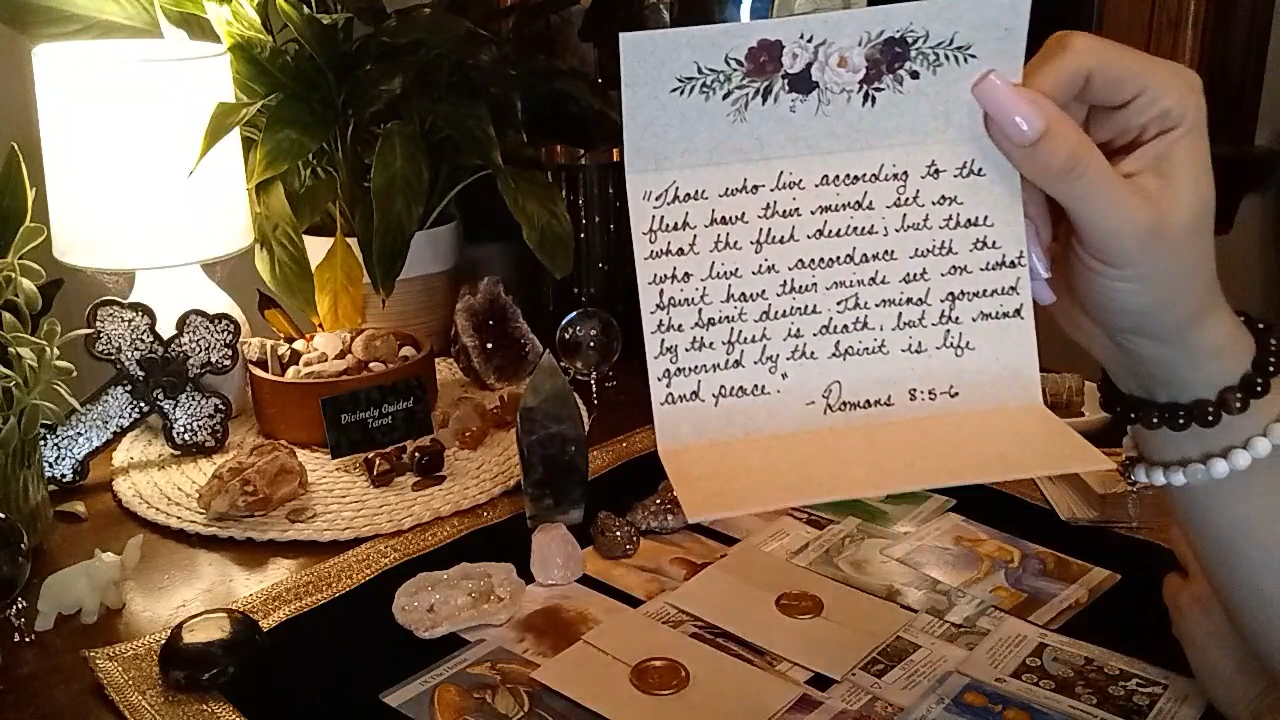 "Those who live according to the
flesh have their minds set on
what the flesh desires; but those
who live in accordance with the
Spirit have their minds set on what
the Spirit desires. The mind governed
by the flesh is death, but the mind
governed by the Spirit is life
and peace."
- Romans 8:5-6
Divinely Guided
Tarot